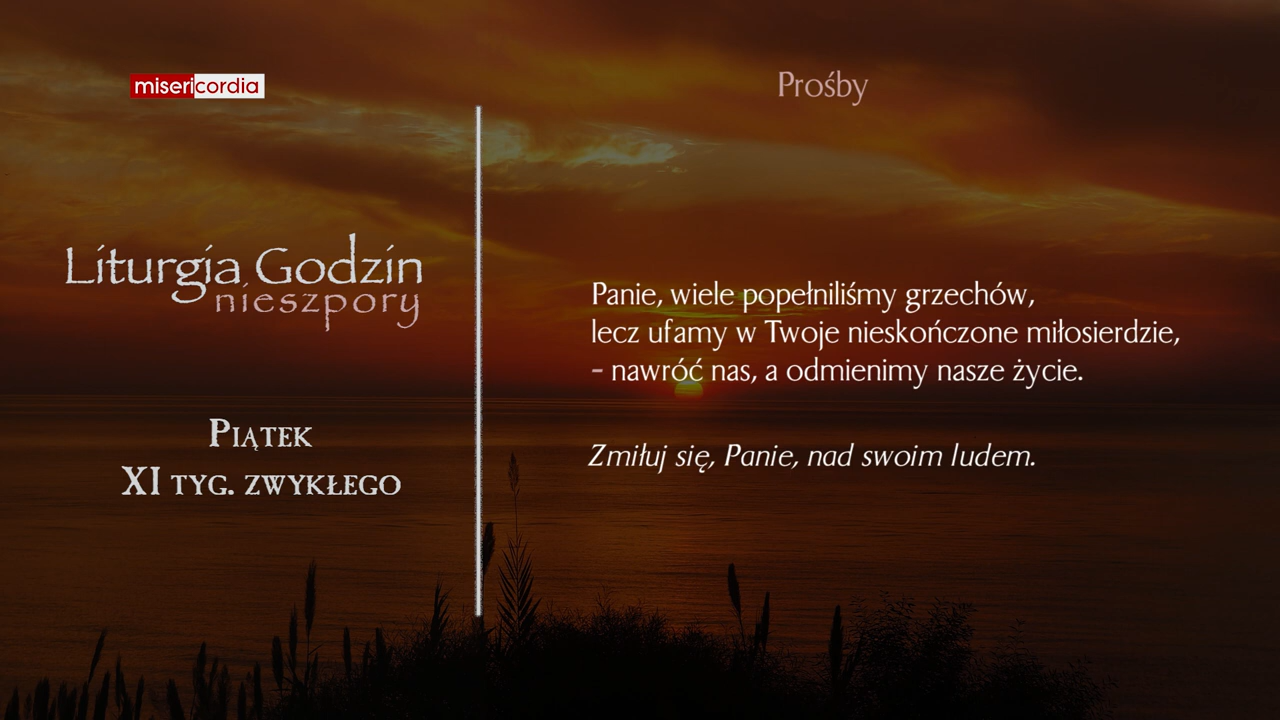 misericordia
Liturgia Godzin
nieszpory
Piątek
XI tyg. zwykłego
Prośby
Panie, wiele popełniliśmy grzechów,
lecz ufamy w Twoje nieskończone miłosierdzie,
- nawróć nas, a odmienimy nasze życie.
Zmiłuj się, Panie, nad swoim ludem.